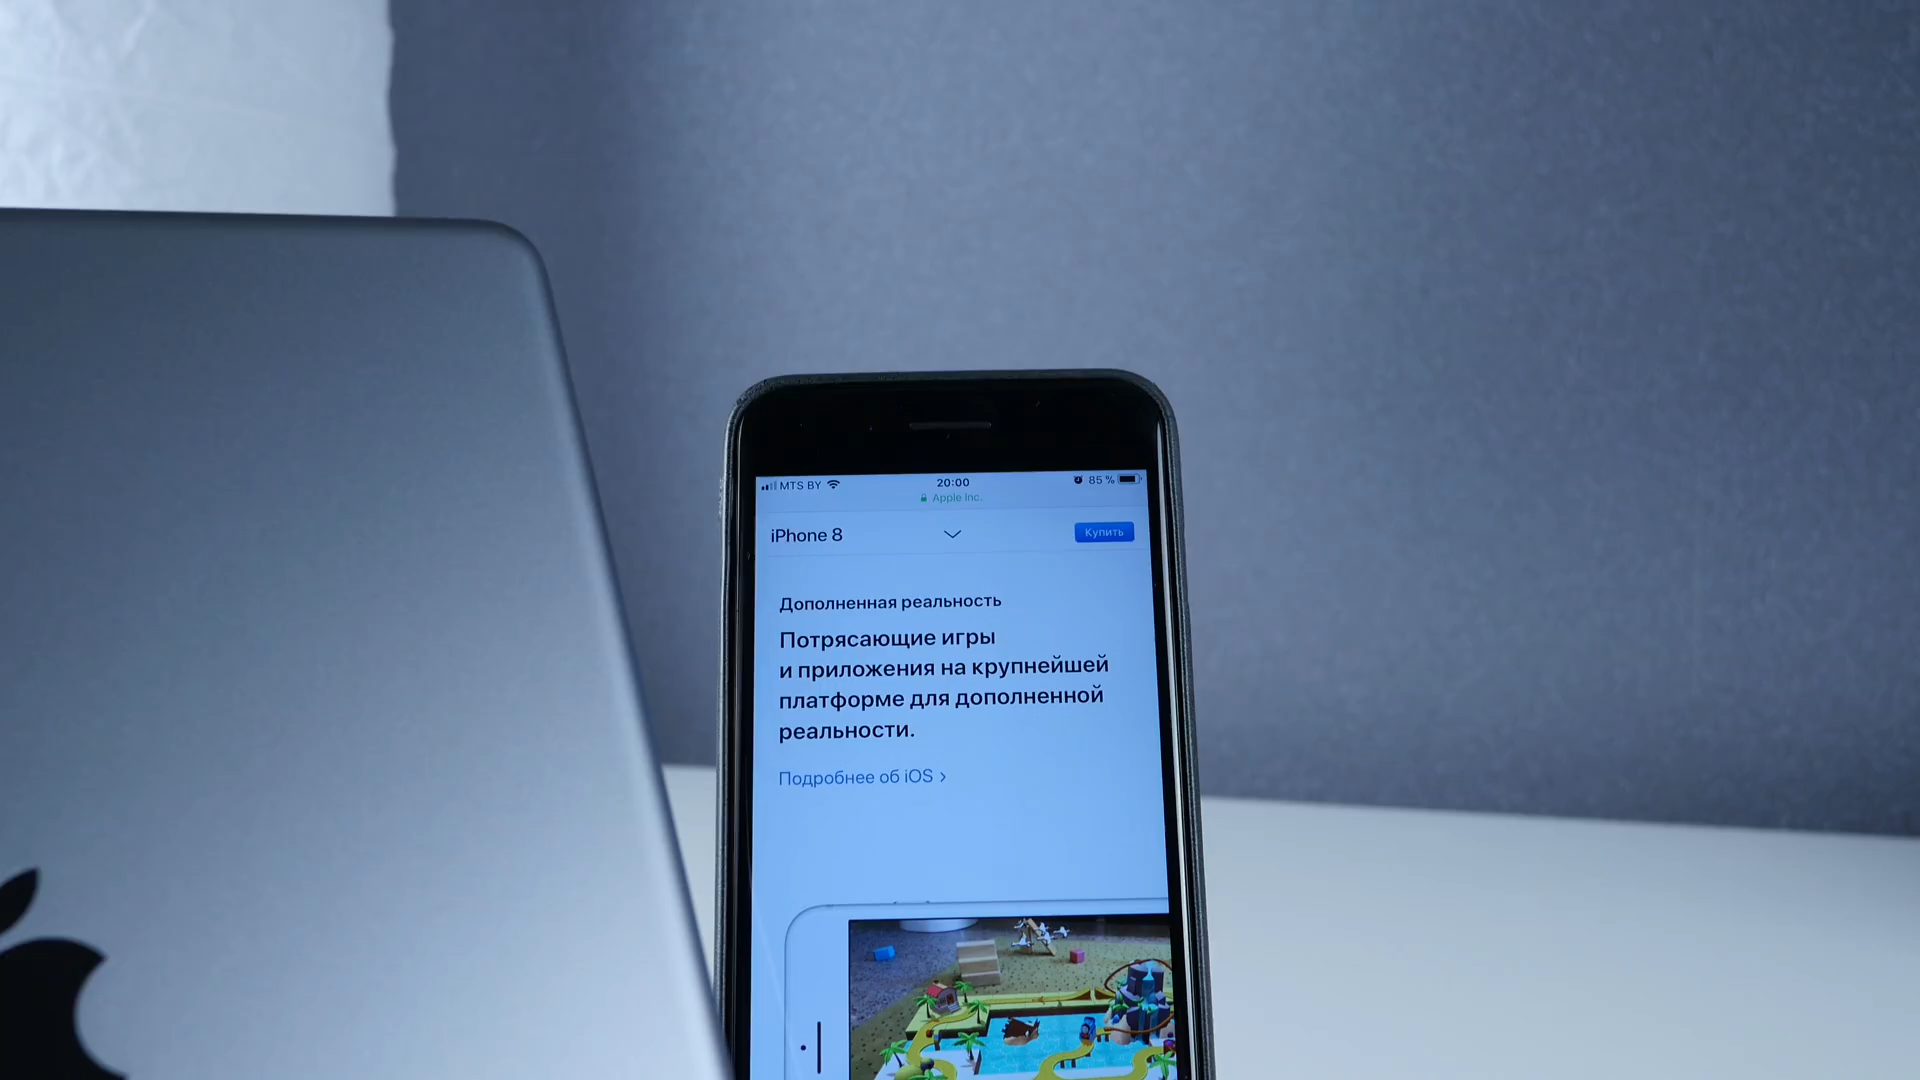 MTS BY 20:00 85 %
Apple Inc.
iPhone 8 Купить
Дополненная реальность
Потрясающие игры
и приложения на крупнейшей
платформе для дополненной
реальности.
Подробнее об iOS >